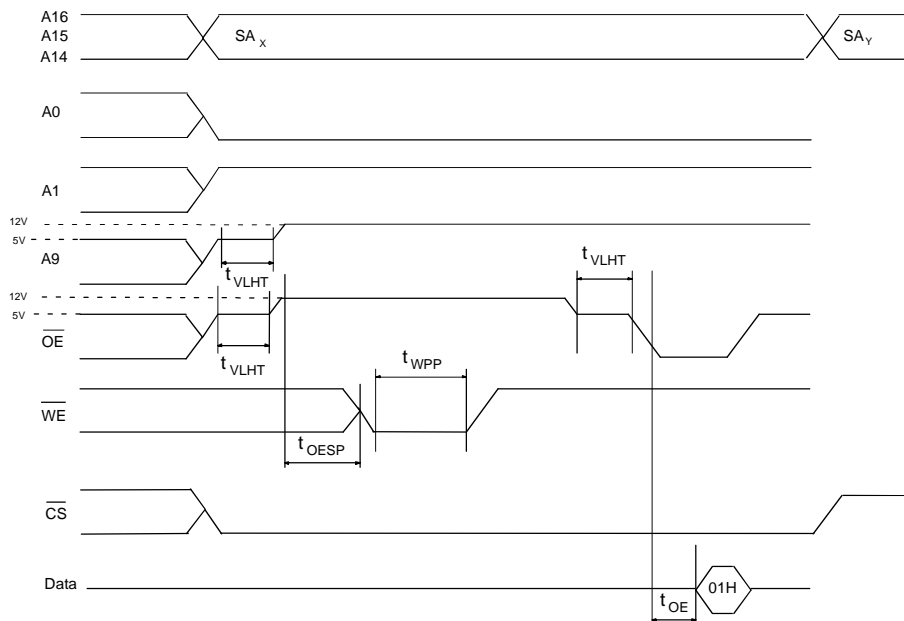 A16
A15
SA X
SA Y
A14
A0
A1
12V
5V
A9
t VLHT
t VLHT
12V
5V
OE
t VLHT
t WPP
WE
t OESP
CS
Data
01H
t OE